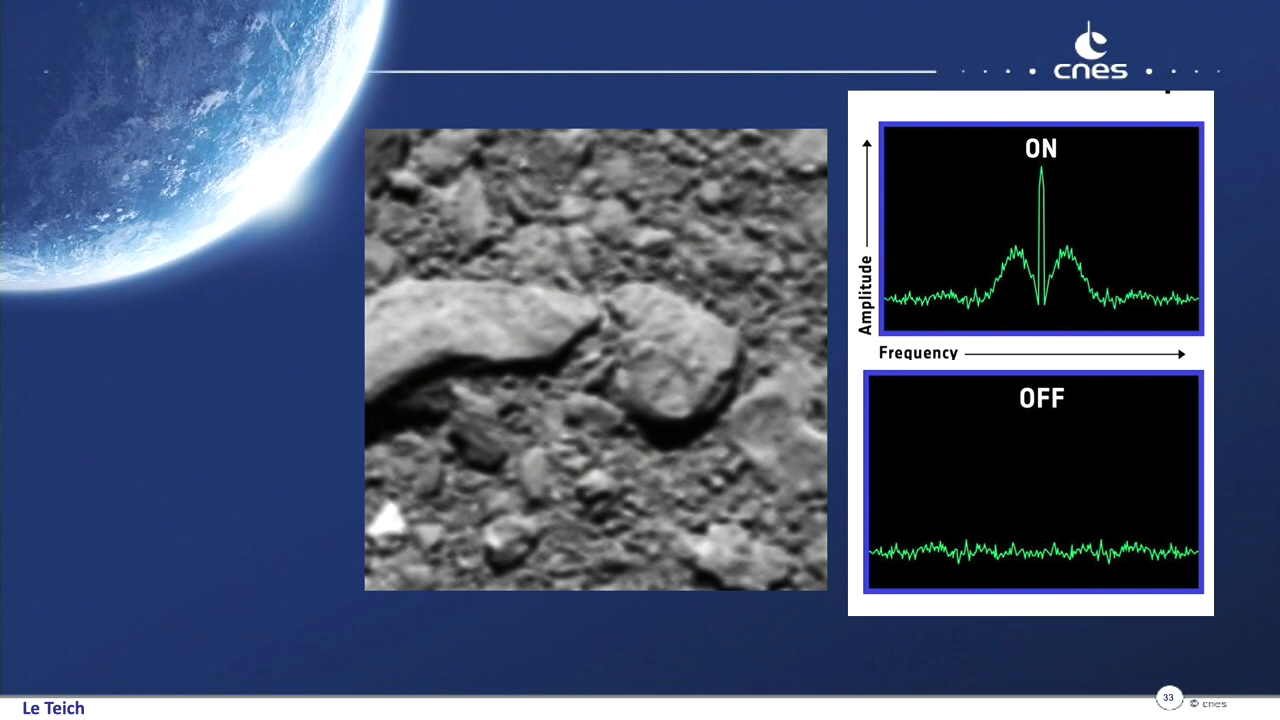 cnes
ON
Amplitude
Frequency
OFF
Le Teich
33
© cnes